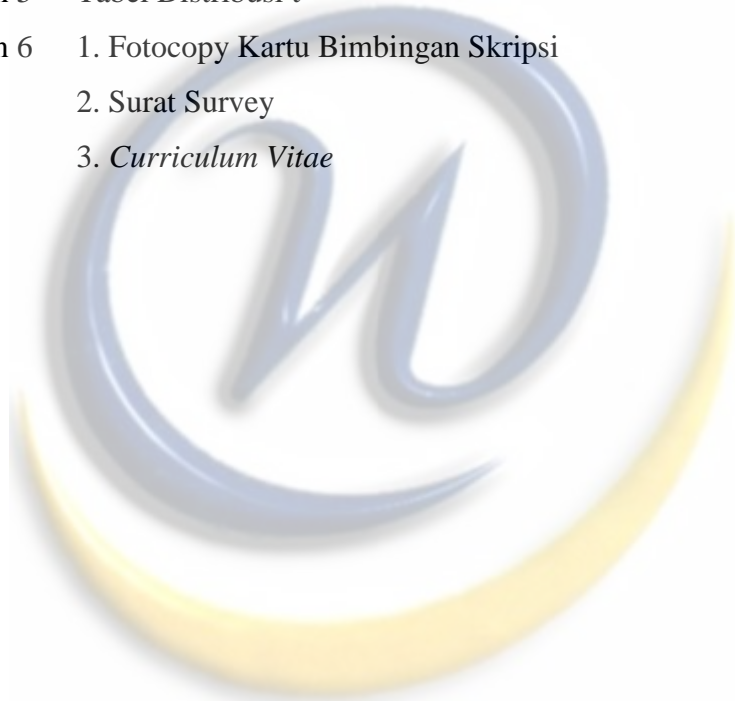 Tabel Distribusi t
n 6 1. Fotocopy Kartu Bimbingan Skripsi
2. Surat Survey
3. Curriculum Vitae